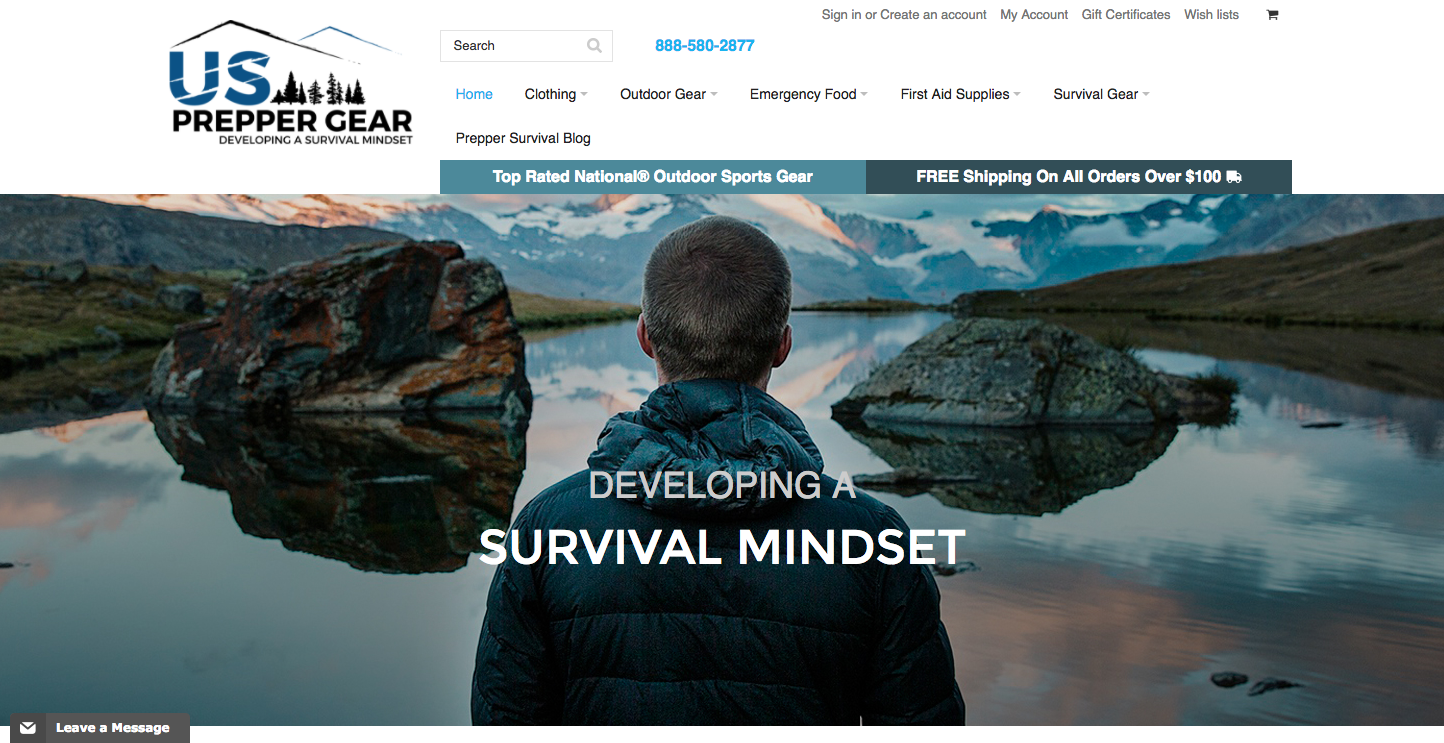 Sign in or Create an account My Account Gift Certificates Wish lists
US
PREPPER GEAR
DEVELOPING A SURVIVAL MINDSET
Search
888-580-2877
Home Clothing Outdoor Gear Emergency Food First Aid Supplies Survival Gear
Prepper Survival Blog
Top Rated National® Outdoor Sports Gear
FREE Shipping On All Orders Over $100
DEVELOPING A
SURVIVAL MINDSET
Leave a Message